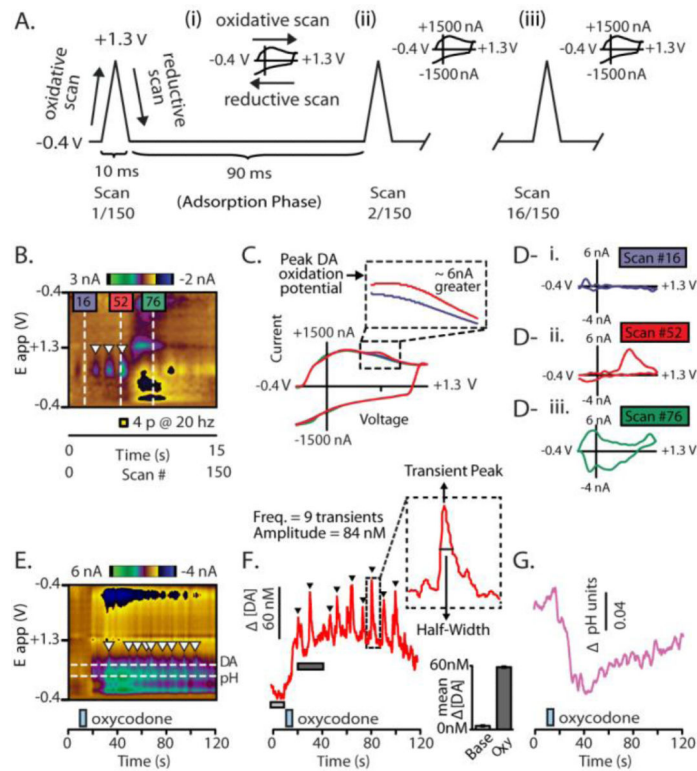 A.
+1.3 V
oxidative scan
reductive scan
-0.4 V
10 ms
Scan
1/150
(i)
oxidative scan
-0.4 V
+1.3 V
reductive scan
90 ms
(Adsorption Phase)
(ii)
+1500 nA
-0.4 V
+1.3 V
-1500 nA
Scan
2/150
(iii)
+1500 nA
-0.4 V
+1.3 V
-1500 nA
Scan
16/150
B.
3 nA
-2 nA
-0.4
E app (V)
+1.3
-0.4
16
52
76
4 p @ 20 hz
0
15
Time (s)
0
150
Scan #
C.
Peak DA
oxidation
potential
~ 6nA
greater
Current
+1500 nA
-0.4 V
+1.3 V
Voltage
-1500 nA
D- i.
6 nA
Scan #16
-0.4 V
+1.3 V
-4 nA
D- ii.
6 nA
Scan #52
-0.4 V
+1.3 V
-4 nA
D- iii.
6 nA
Scan #76
-0.4 V
+1.3 V
-4 nA
E.
6 nA
-4 nA
-0.4
E app (V)
+1.3
-0.4
DA
pH
oxycodone
0 40 80 120
Time (s)
F.
Freq. = 9 transients
Amplitude = 84 nM
Δ [DA]
60 nM
Transient Peak
Half-Width
60nM
mean
Δ[DA]
0nM
Base
Oxy
oxycodone
0 40 80 120
Time (s)
G.
Δ pH units
0.04
oxycodone
0 40 80 120
Time (s)